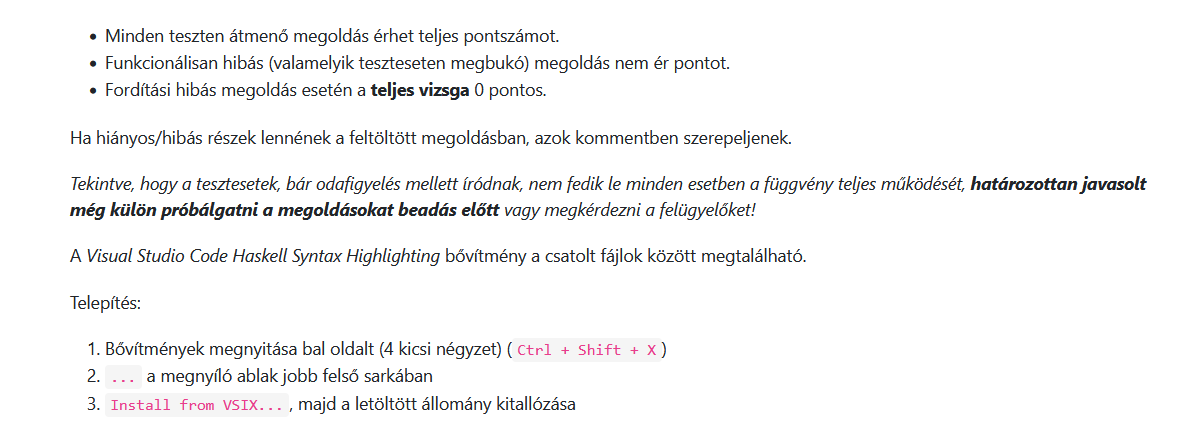 • Minden teszten átmenő megoldás érhet teljes pontszámot.
• Funkcionálisan hibás (valamelyik teszteseten megbukó) megoldás nem ér pontot.
• Fordítási hibás megoldás esetén a teljes vizsga 0 pontos.
Ha hiányos/hibás részek lennének a feltöltött megoldásban, azok kommentben szerepeljenek.
Tekintve, hogy a tesztesetek, bár odafigyelés mellett íródnak, nem fedik le minden esetben a függvény teljes működését, határozottan javasolt
még külön próbálgatni a megoldásokat beadás előtt vagy megkérdezni a felügyelőket!
A Visual Studio Code Haskell Syntax Highlighting bővítmény a csatolt fájlok között megtalálható.
Telepítés:
1. Bővítmények megnyitása bal oldalt (4 kicsi négyzet) ( Ctrl + Shift + X )
2. ... a megnyíló ablak jobb felső sarkában
3. Install from VSIX... , majd a letöltött állomány kitallózása